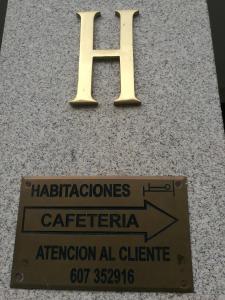 H
HABITACIONES
CAFETERIA
ATENCION AL CLIENTE
607 352916